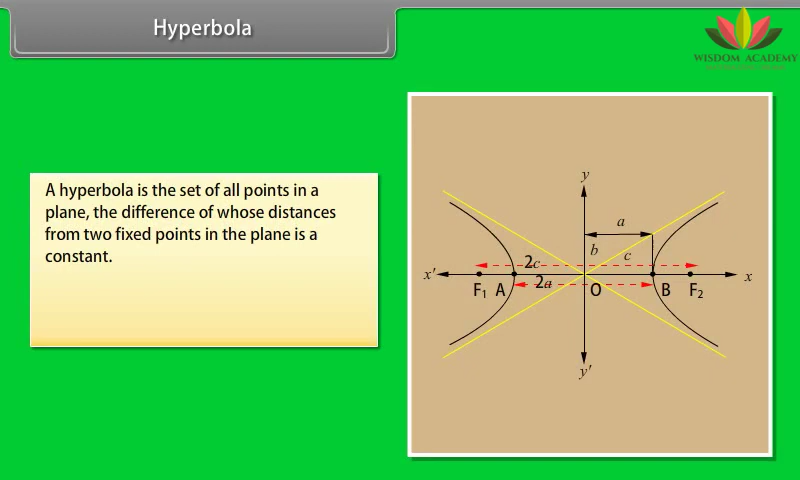 Hyperbola
WISDOM ACADEMY
A hyperbola is the set of all points in a
plane, the difference of whose distances
from two fixed points in the plane is a
constant.
y
a
b
c
2c
x′
x
F₁ A O B F₂
2a
y′